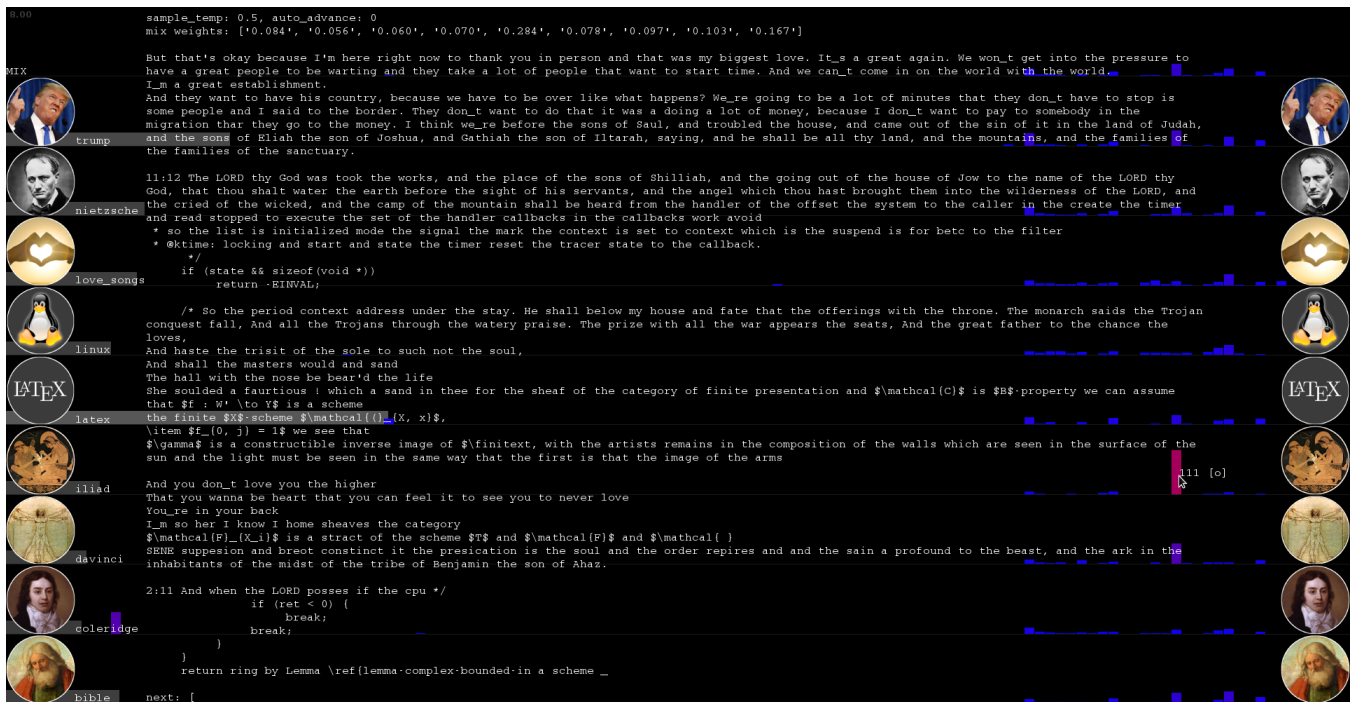 8.00
sample_temp: 0.5, auto_advance: 0
mix weights: ['0.084', '0.056', '0.060', '0.070', '0.284', '0.078', '0.097', '0.103', '0.167']
But that's okay because I'm here right now to thank you in person and that was my biggest love. It_s a great again. We won_t get into the pressure to
MIX
have a great people to be warting and they take a lot of people that want to start time. And we can_t come in on the world with the world.
I_m a great establishment.
And they want to have his country, because we have to be over like what happens? We_re going to be a lot of minutes that they don_t have to stop is
some people and I said to the border. They don_t want to do that it was a doing a lot of money, because I don_t want to pay to somebody in the
migration thar they go to the money. I think we_re before the sons of Saul, and troubled the house, and came out of the sin of it in the land of Judah,
trump
and the sons of Eliah the son of Joshua, and Gathiah the son of Iltarah, saying, and he shall be all thy land, and the mountains, and the families of
the families of the sanctuary.
11:12 The LORD thy God was took the works, and the place of the sons of Shilliah, and the going out of the house of Jow to the name of the LORD thy
God, that thou shalt water the earth before the sight of his servants, and the angel which thou hast brought them into the wilderness of the LORD, and
the cried of the wicked, and the camp of the mountain shall be heard from the handler of the offset the system to the caller in the create the timer
nietzsche
and read stopped to execute the set of the handler callbacks in the callbacks work avoid
* so the list is initialized mode the signal the mark the context is set to context which is the suspend is for betc to the filter
* @ktime: locking and start and state the timer reset the tracer state to the callback.
*/
if (state && sizeof(void *))
love_songs
return -EINVAL;
/* So the period context address under the stay. He shall below my house and fate that the offerings with the throne. The monarch saids the Trojan
conquest fall, And all the Trojans through the watery praise. The prize with all the war appears the seats, And the great father to the chance the
loves,
linux
And haste the trisit of the sole to such not the soul,
And shall the masters would and sand
The hall with the nose be bear'd the life
LATEX
LATEX
She soulded a faurtious ! which a sand in thee for the sheaf of the category of finite presentation and $\mathcal{C}$ is $B$-property we can assume
that $f : W' \to Y$ is a scheme
latex
the finite $X$-scheme $\mathcal{(}_{X, x}$,
\item $f_{0, j} = 1$ we see that
$\gamma$ is a constructible inverse image of $\finitext, with the artists remains in the composition of the walls which are seen in the surface of the
sun and the light must be seen in the same way that the first is that the image of the arms
111 [o]
iliad
And you don_t love you the higher
That you wanna be heart that you can feel it to see you to never love
You_re in your back
I_m so her I know I home sheaves the category
$\mathcal{F}_{X_i}$ is a stract of the scheme $T$ and $\mathcal{F}$ and $\mathcal{ }
SENE suppesion and breot constinct it the presication is the soul and the order repires and and the sain a profound to the beast, and the ark in the
davinci
inhabitants of the midst of the tribe of Benjamin the son of Ahaz.
2:11 And when the LORD posses if the cpu */
if (ret < 0) {
break;
coleridge
break;
}
}
return ring by Lemma \ref{lemma-complex-bounded-in a scheme _
bible
next: [